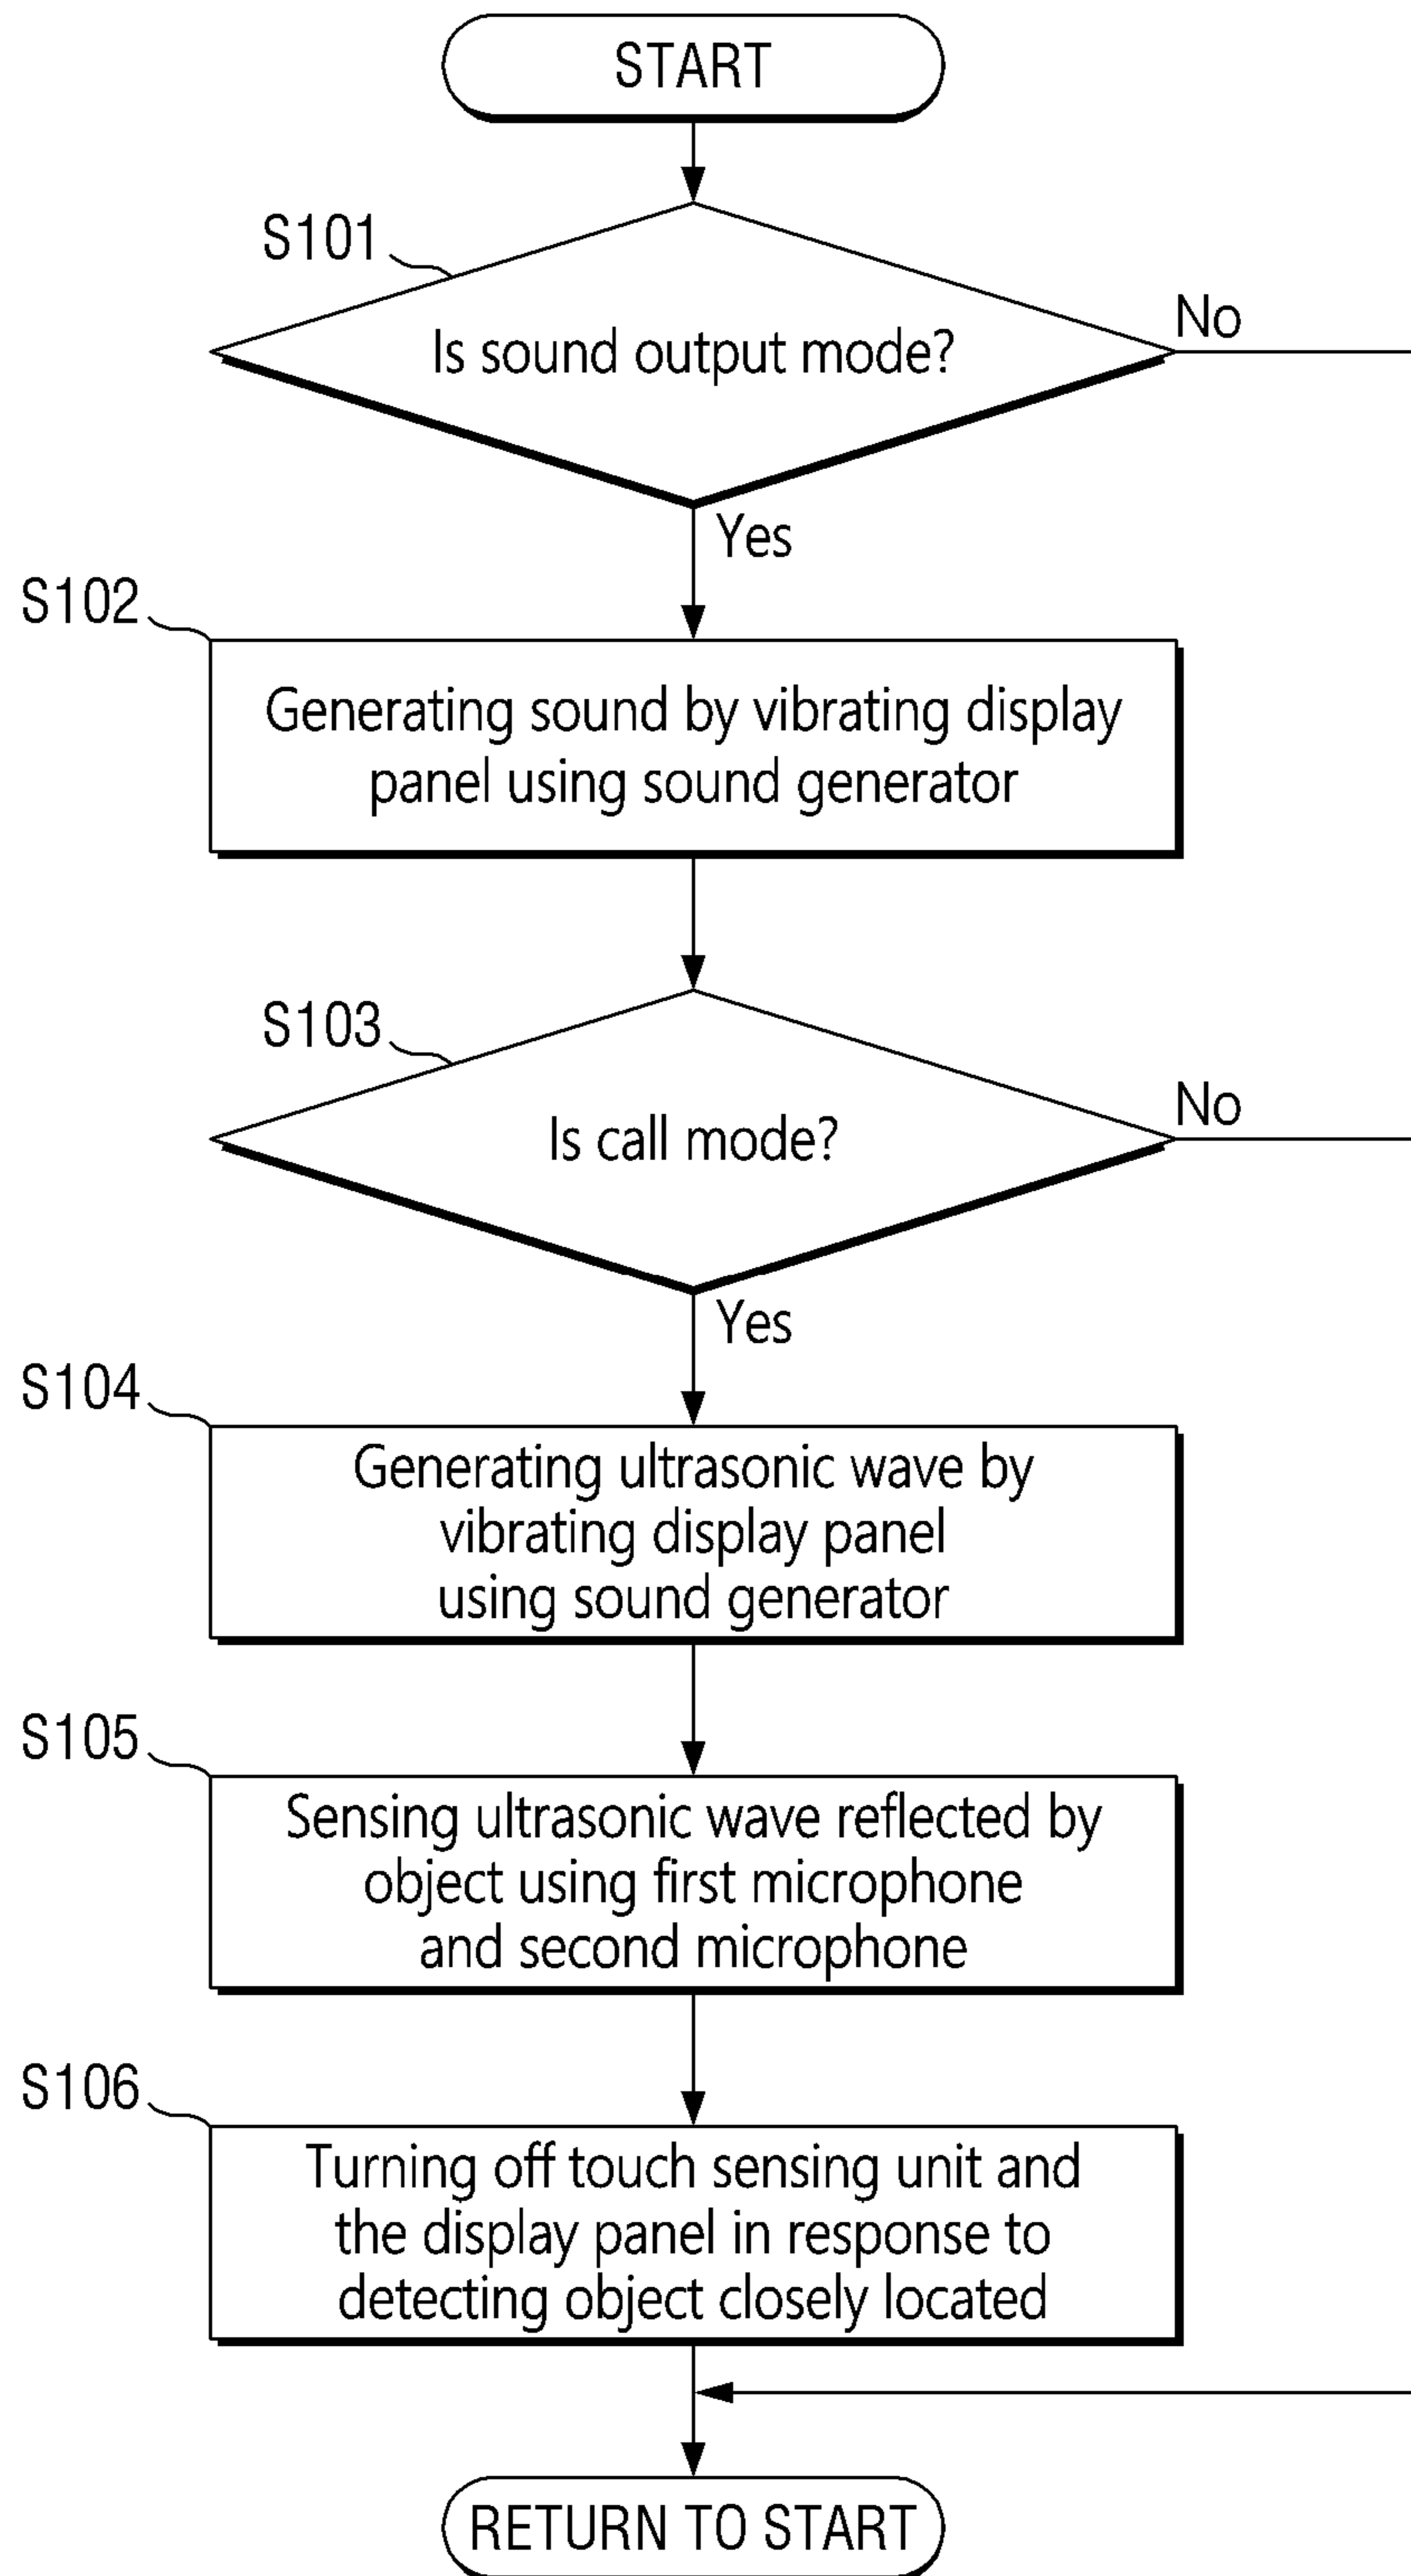 START
S101
Is sound output mode?
No
Yes
S102
Generating sound by vibrating display
panel using sound generator
S103
Is call mode?
No
Yes
S104
Generating ultrasonic wave by
vibrating display panel
using sound generator
S105
Sensing ultrasonic wave reflected by
object using first microphone
and second microphone
S106
Turning off touch sensing unit and
the display panel in response to
detecting object closely located
RETURN TO START